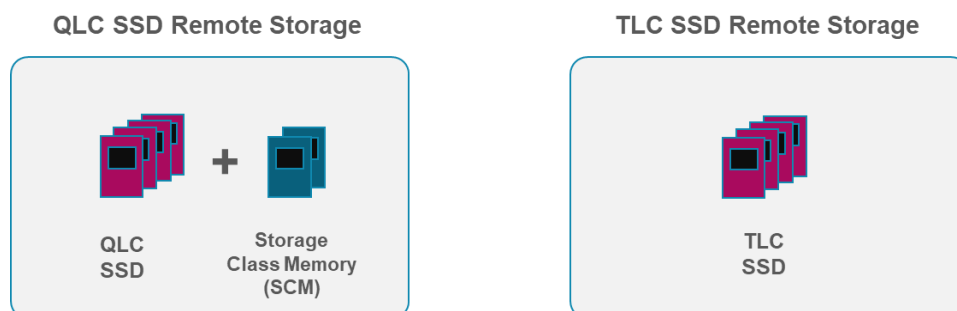 QLC SSD Remote Storage
QLC
SSD
+
Storage
Class Memory
(SCM)
TLC SSD Remote Storage
TLC
SSD